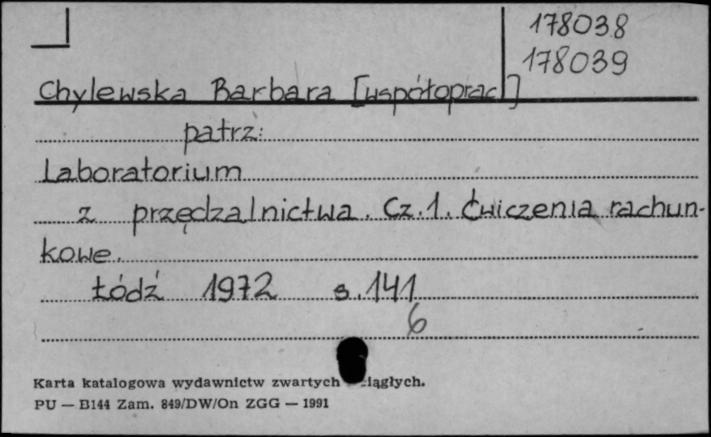 178038
178039
Chylewska Barbara [współoprac]
patrz:
Laboratorium
z przędzalnictwa. Cz.1. Ćwiczenia rachun-
kowe.
Łódź 1972 s.141
6
Karta katalogowa wydawnictw zwartych ciągłych.
PU — B144 Zam. 849/DW/On ZGG — 1991